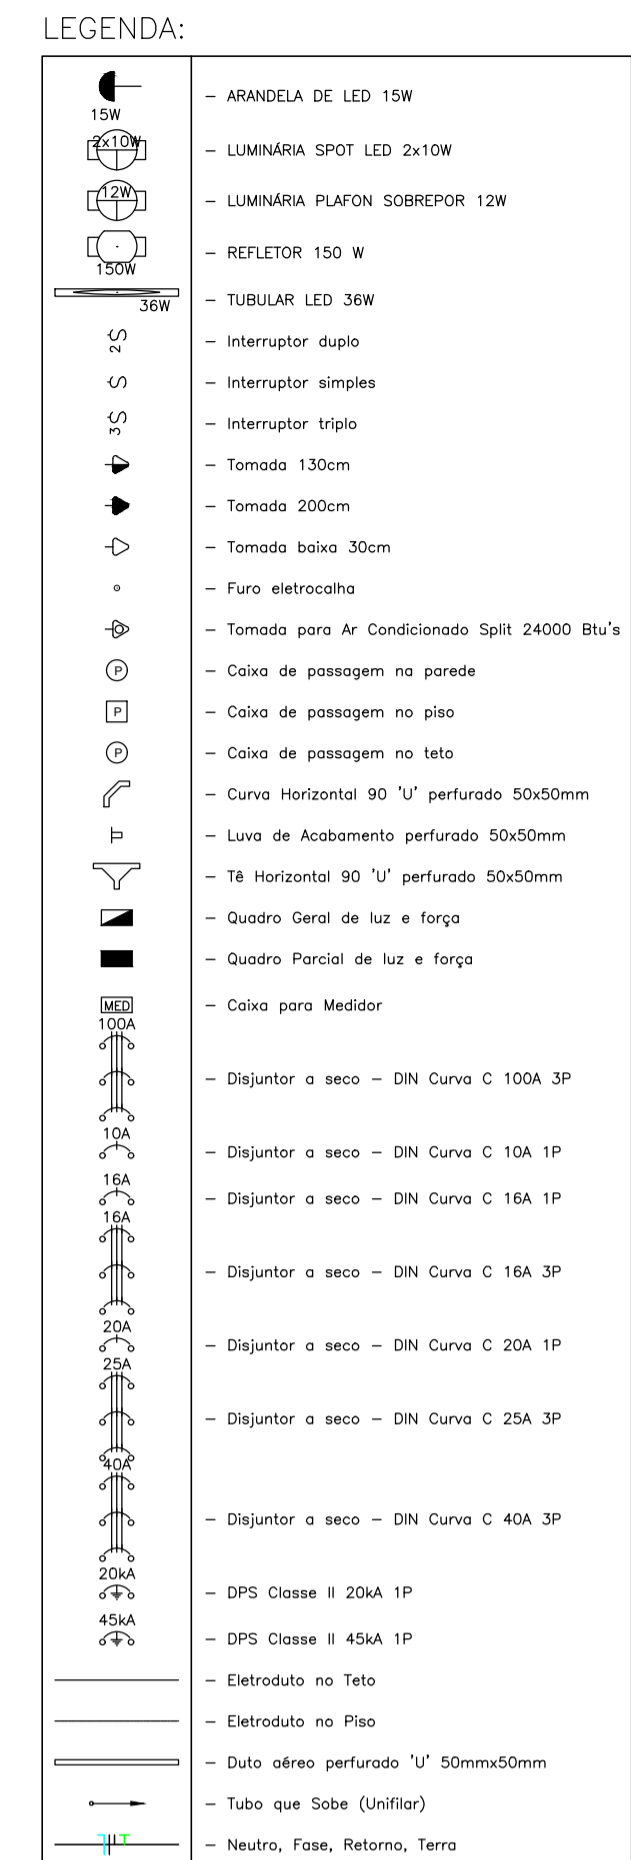 LEGENDA:
15W
- ARANDELA DE LED 15W
2x10W
- LUMINÁRIA SPOT LED 2x10W
12W
- LUMINÁRIA PLAFON SOBREPOR 12W
150W
- REFLETOR 150 W
36W
- TUBULAR LED 36W
2S
- Interruptor duplo
S
- Interruptor simples
3S
- Interruptor triplo
- Tomada 130cm
- Tomada 200cm
- Tomada baixa 30cm
- Furo eletrocalha
- Tomada para Ar Condicionado Split 24000 Btu's
P
- Caixa de passagem na parede
P
- Caixa de passagem no piso
P
- Caixa de passagem no teto
- Curva Horizontal 90 'U' perfurado 50x50mm
- Luva de Acabamento perfurado 50x50mm
- Tê Horizontal 90 'U' perfurado 50x50mm
- Quadro Geral de luz e força
- Quadro Parcial de luz e força
MED
- Caixa para Medidor
100A
- Disjuntor a seco - DIN Curva C 100A 3P
10A
- Disjuntor a seco - DIN Curva C 10A 1P
16A
- Disjuntor a seco - DIN Curva C 16A 1P
16A
- Disjuntor a seco - DIN Curva C 16A 3P
20A
- Disjuntor a seco - DIN Curva C 20A 1P
25A
- Disjuntor a seco - DIN Curva C 25A 3P
40A
- Disjuntor a seco - DIN Curva C 40A 3P
20kA
- DPS Classe II 20kA 1P
45kA
- DPS Classe II 45kA 1P
- Eletroduto no Teto
- Eletroduto no Piso
- Duto aéreo perfurado 'U' 50mmx50mm
- Tubo que Sobe (Unifilar)
- Neutro, Fase, Retorno, Terra